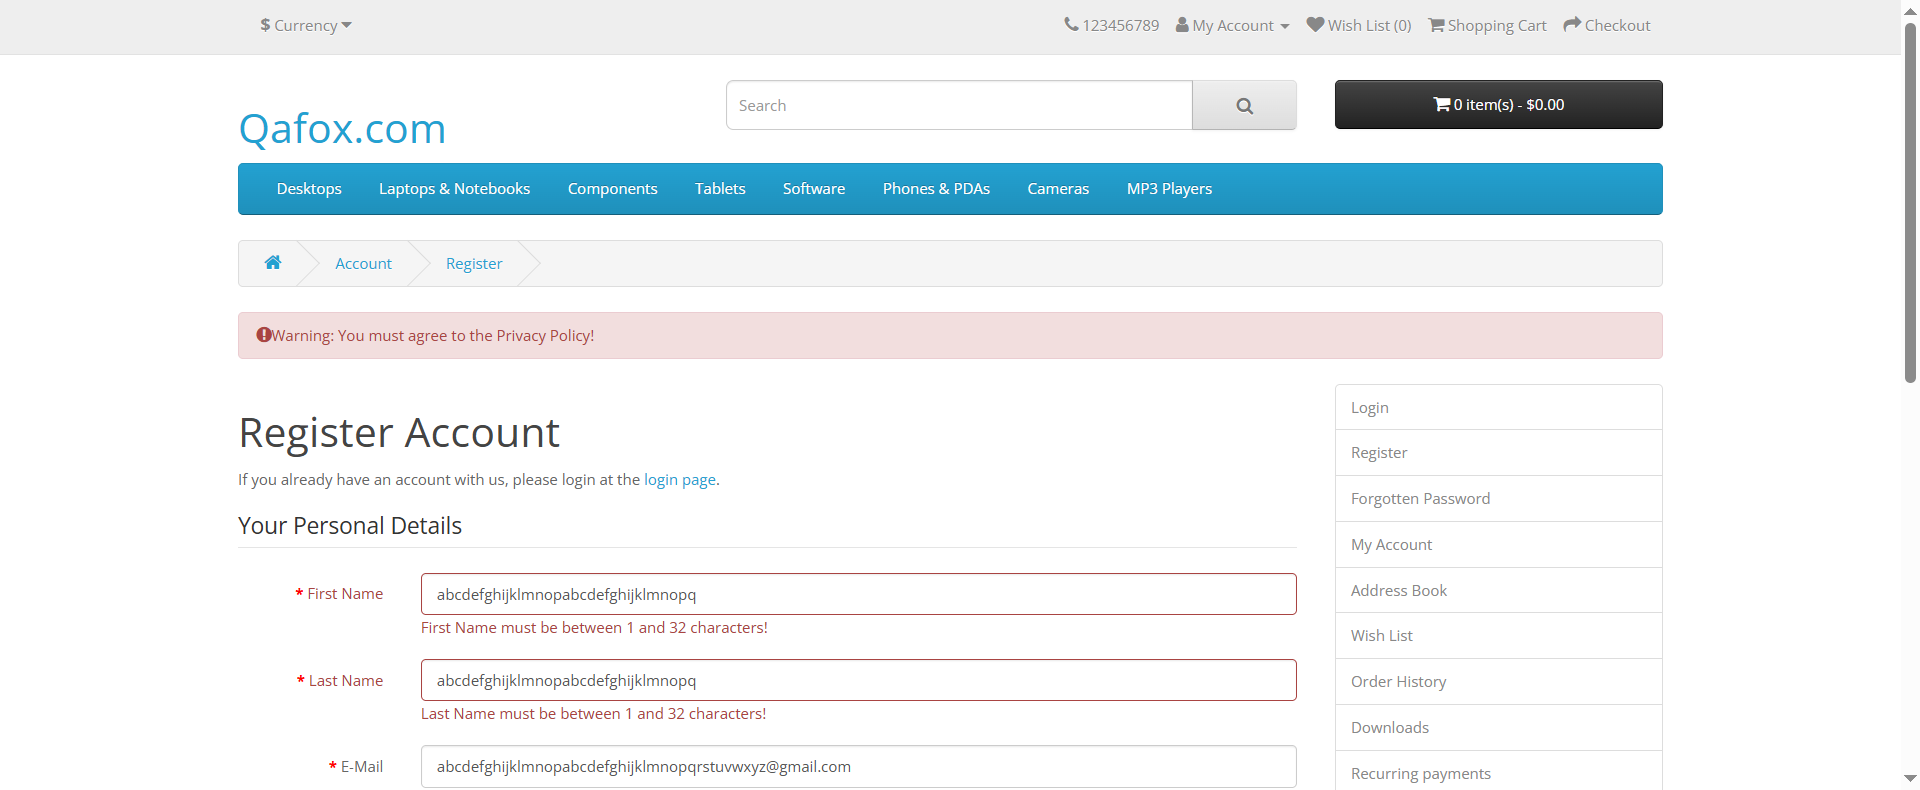 $ Currency
123456789 My Account Wish List (0) Shopping Cart Checkout
Qafox.com
Search
0 item(s) - $0.00
Desktops Laptops & Notebooks Components Tablets Software Phones & PDAs Cameras MP3 Players
Account Register
Warning: You must agree to the Privacy Policy!
Register Account
If you already have an account with us, please login at the login page.
Your Personal Details
* First Name
abcdefghijklmnopabcdefghijklmnopq
First Name must be between 1 and 32 characters!
* Last Name
abcdefghijklmnopabcdefghijklmnopq
Last Name must be between 1 and 32 characters!
* E-Mail
abcdefghijklmnopabcdefghijklmnopqrstuvwxyz@gmail.com
Login
Register
Forgotten Password
My Account
Address Book
Wish List
Order History
Downloads
Recurring payments